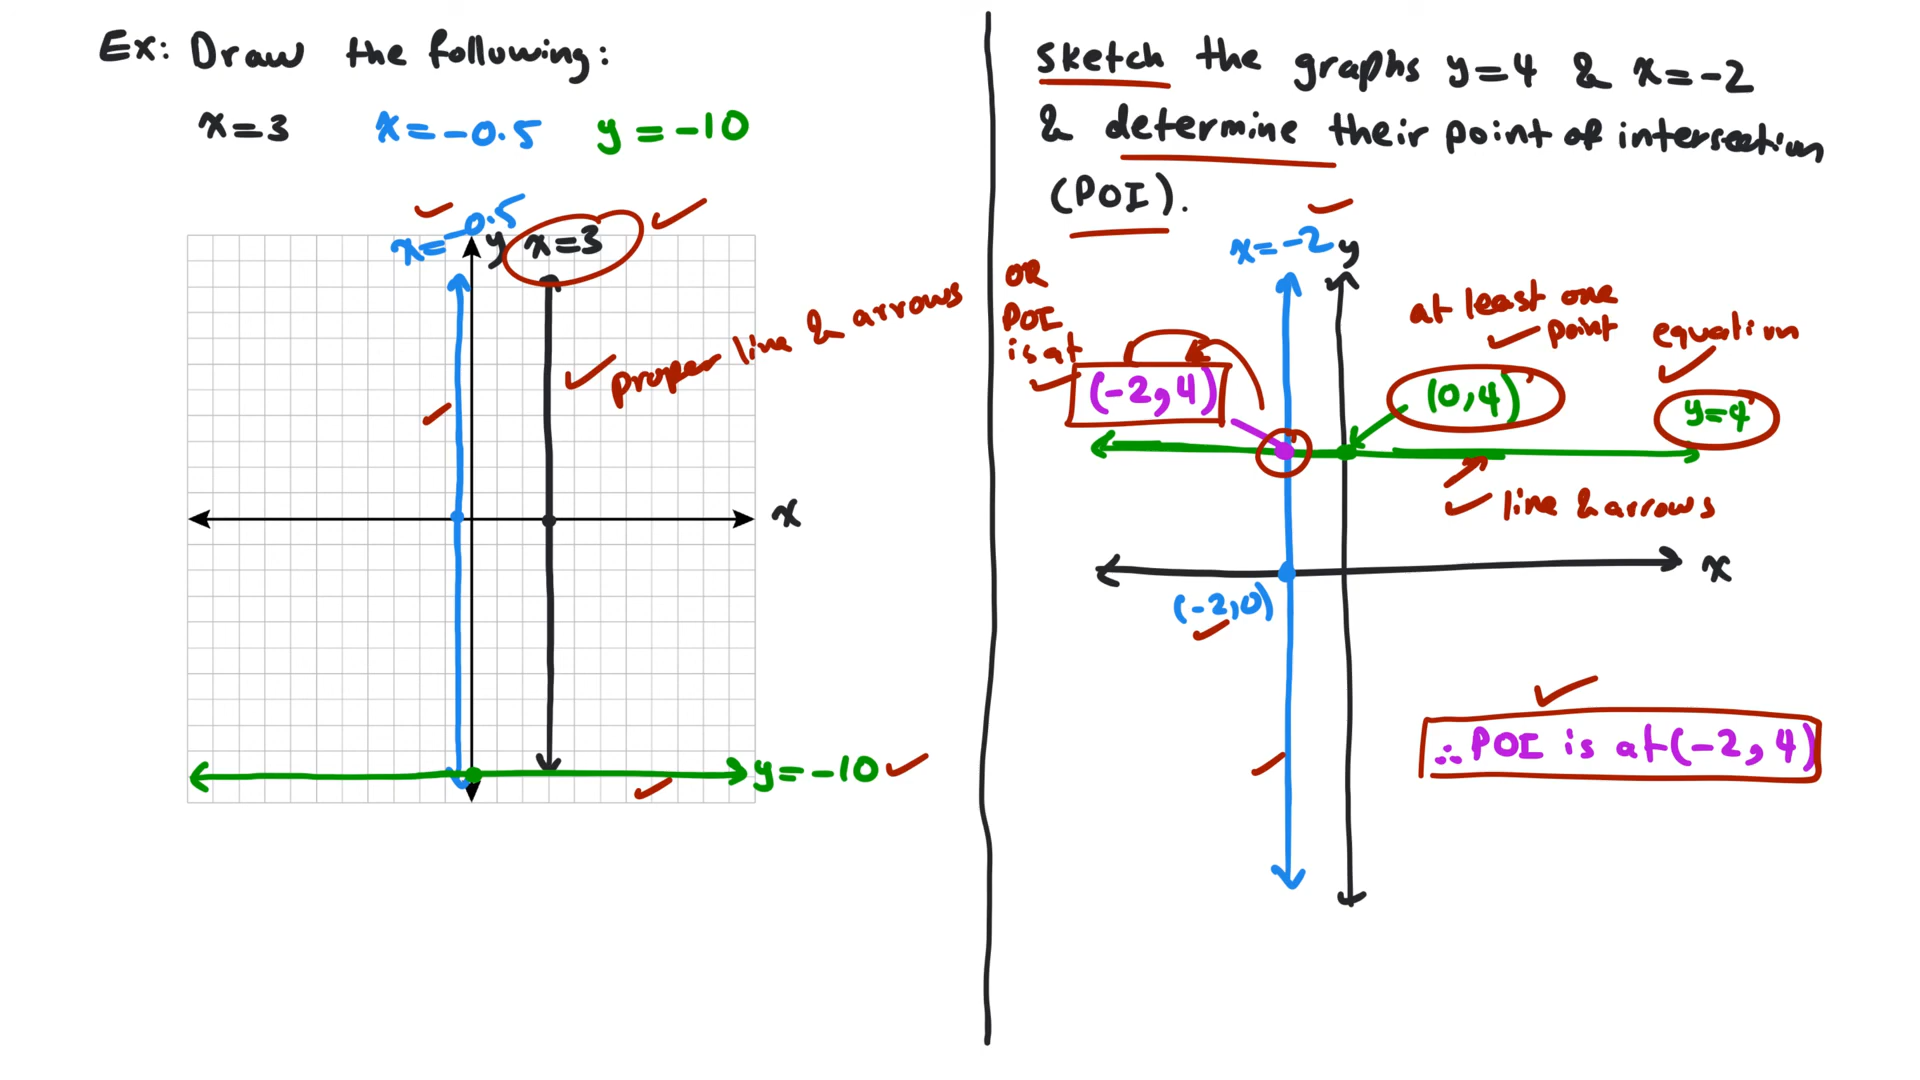 Ex: Draw the following:
x=3 x=-0.5 y=-10
x=-0.5
y
x=3
proper line & arrows
x
y=-10
sketch the graphs y=4 & x=-2
& determine their point of intersection
(POI).
x=-2
y
OR
POI
is at
(-2,4)
at least one
point
equation
(0,4)
y=4
line & arrows
x
(-2,0)
∴ POI is at (-2,4)